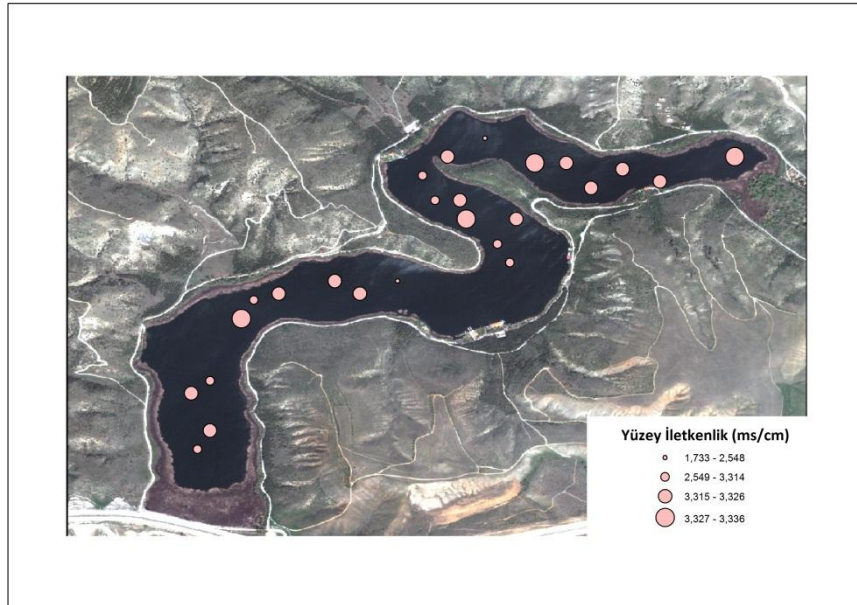 Yüzey İletkenlik (ms/cm)
1,733 - 2,548
2,549 - 3,314
3,315 - 3,326
3,327 - 3,336